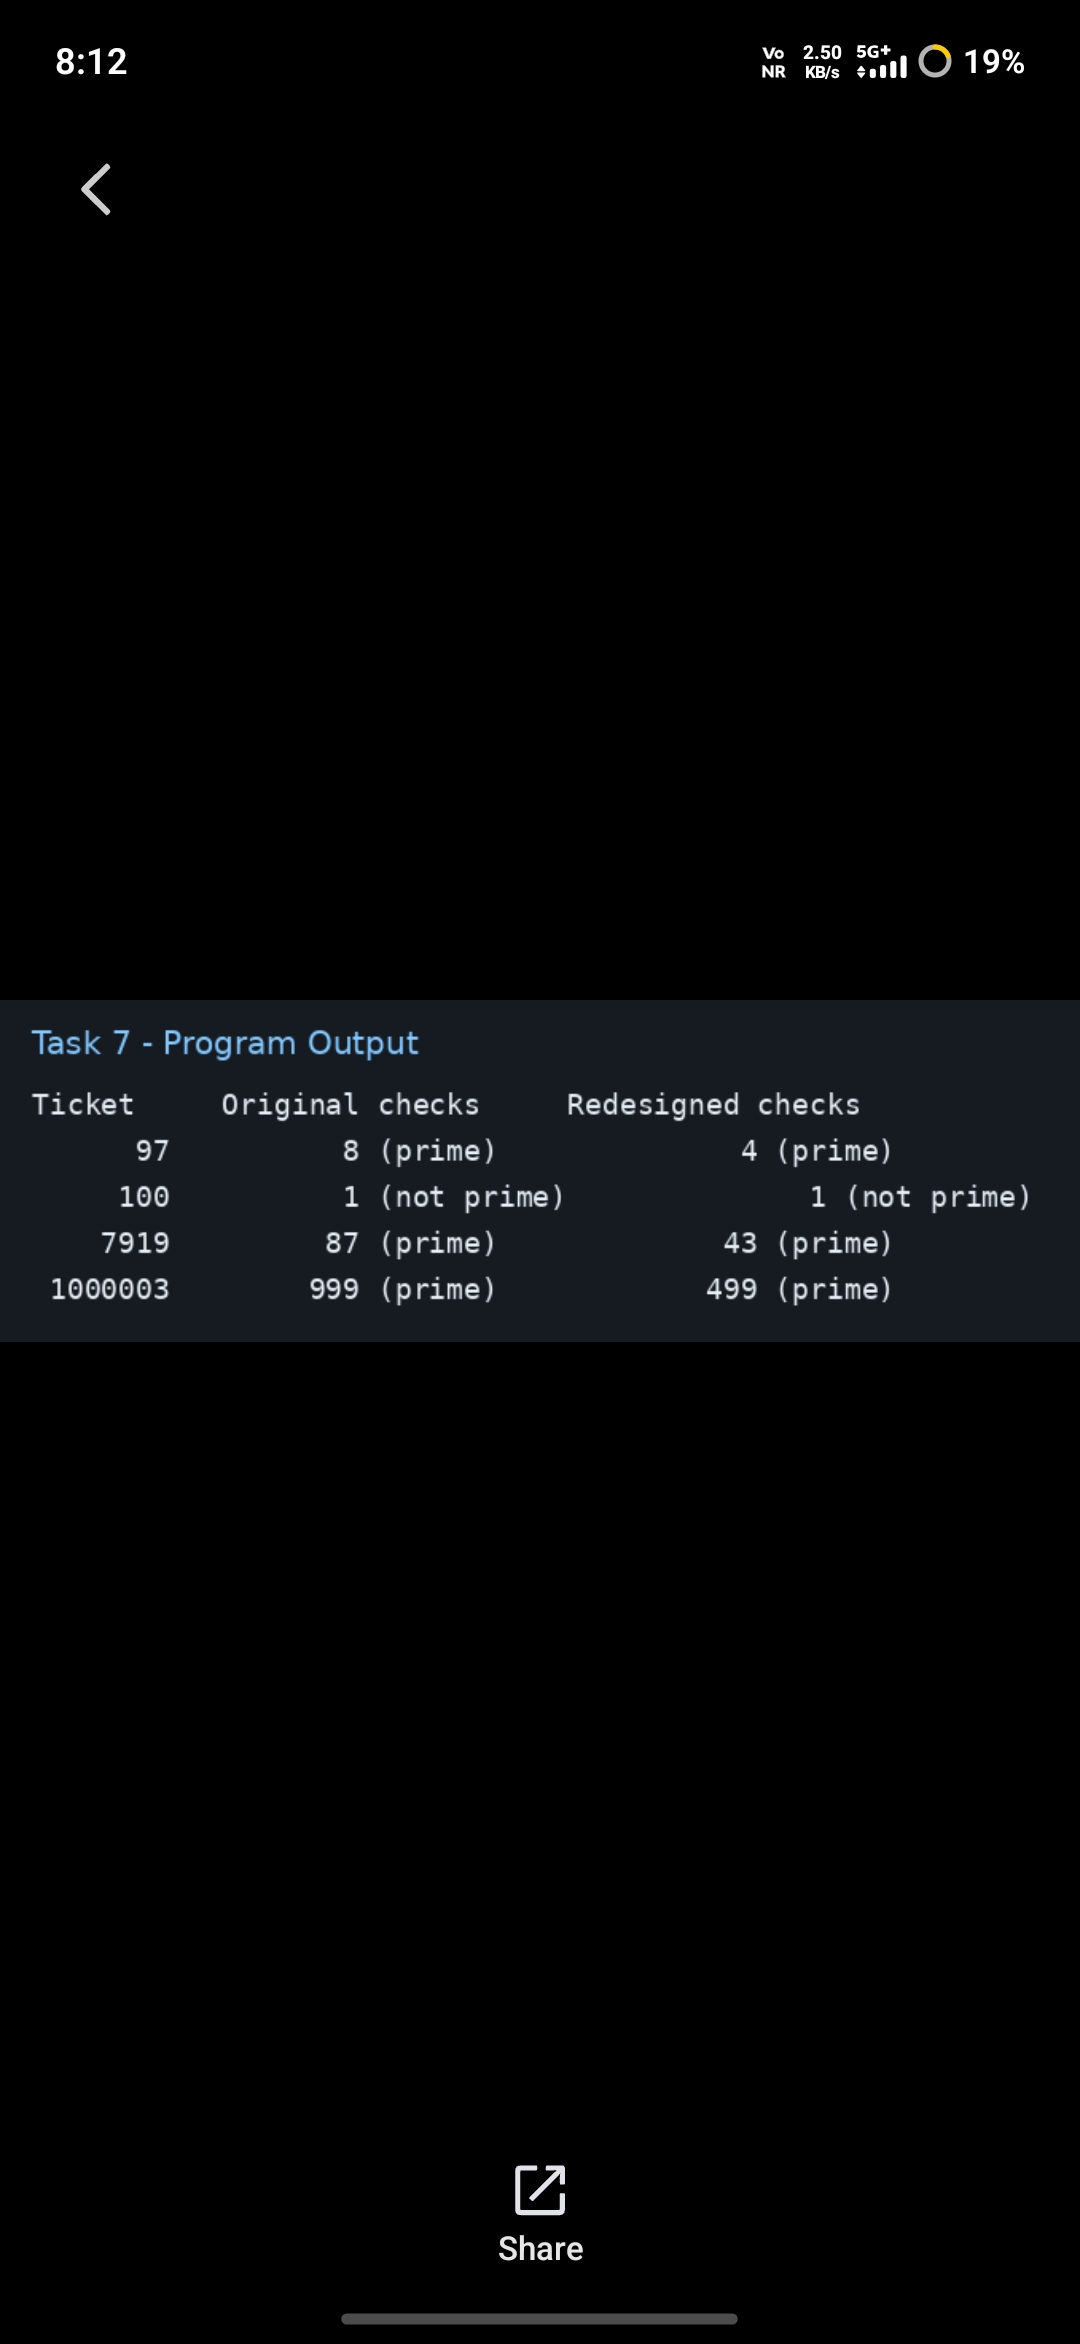 8:12
Vo NR 2.50 KB/s 5G+ 19%
Task 7 - Program Output
Ticket Original checks Redesigned checks
97 8 (prime) 4 (prime)
100 1 (not prime) 1 (not prime)
7919 87 (prime) 43 (prime)
1000003 999 (prime) 499 (prime)
Share